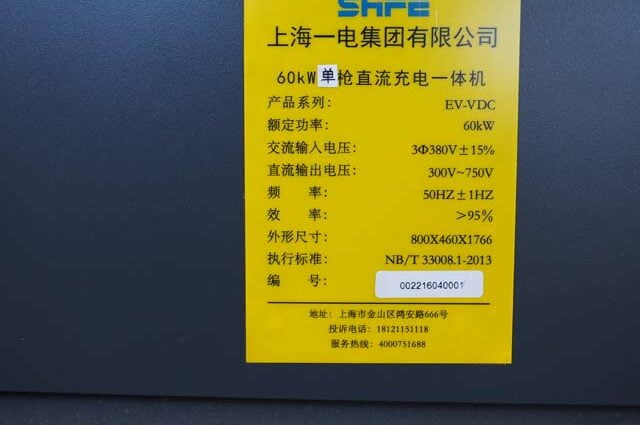 SHFE
上海一电集团有限公司
60kW单枪直流充电一体机
产品系列: EV-VDC
额定功率: 60kW
交流输入电压: 3Φ380V±15%
直流输出电压: 300V~750V
频 率: 50HZ±1HZ
效 率: >95%
外形尺寸: 800X460X1766
执行标准: NB/T 33008.1-2013
编 号: 002216040001
地址: 上海市金山区鸿安路666号
投诉电话: 18121151118
服务热线: 4000751688